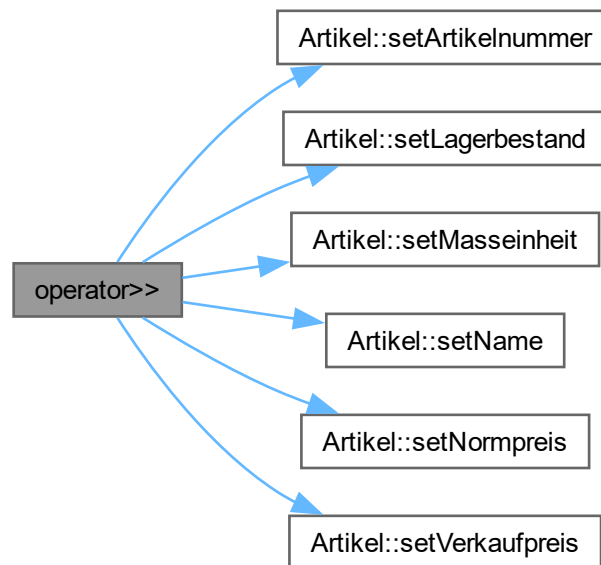 Artikel::setArtikelnummer
Artikel::setLagerbestand
Artikel::setMasseinheit
operator>>
Artikel::setName
Artikel::setNormpreis
Artikel::setVerkaufpreis